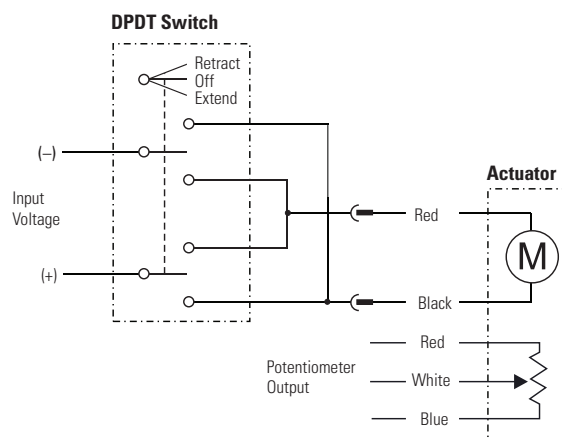 DPDT Switch
Retract
Off
Extend
(–)
Input
Voltage
(+)
Actuator
Red
M
Black
Red
Potentiometer
Output
White
Blue